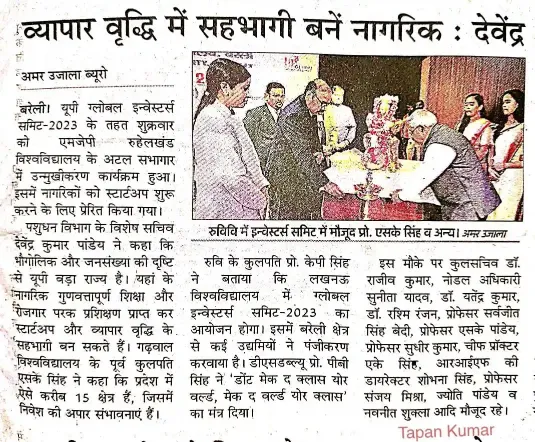 व्यापार वृद्धि में सहभागी बनें नागरिक : देवेंद्र
अमर उजाला ब्यूरो
बरेली। यूपी ग्लोबल इन्वेस्टर्स
समिट-2023 के तहत शुक्रवार
को एमजेपी रुहेलखंड
विश्वविद्यालय के अटल सभागार
में उन्मुखीकरण कार्यक्रम हुआ।
इसमें नागरिकों को स्टार्टअप शुरू
करने के लिए प्रेरित किया गया।
पशुधन विभाग के विशेष सचिव
देवेंद्र कुमार पांडेय ने कहा कि
भौगोलिक और जनसंख्या की दृष्टि
से यूपी बड़ा राज्य है। यहां के
नागरिक गुणवत्तापूर्ण शिक्षा और
रोजगार परक प्रशिक्षण प्राप्त कर
स्टार्टअप और व्यापार वृद्धि के
सहभागी बन सकते हैं। गढ़वाल
विश्वविद्यालय के पूर्व कुलपति
एसके सिंह ने कहा कि प्रदेश में
ऐसे करीब 15 क्षेत्र हैं, जिसमें
निवेश की अपार संभावनाएं हैं।
रुविवि में इन्वेस्टर्स समिट में मौजूद प्रो. एसके सिंह व अन्य। अमर उजाला
रुवि के कुलपति प्रो. केपी सिंह
ने बताया कि लखनऊ
विश्वविद्यालय में ग्लोबल
इन्वेस्टर्स समिट-2023 का
आयोजन होगा। इसमें बरेली क्षेत्र
से कई उद्यमियों ने पंजीकरण
करवाया है। डीएसडब्ल्यू प्रो. पीबी
सिंह ने 'डोंट मेक द क्लास योर
वर्ल्ड, मेक द वर्ल्ड योर क्लास'
का मंत्र दिया।
इस मौके पर कुलसचिव डॉ.
राजीव कुमार, नोडल अधिकारी
सुनीता यादव, डॉ. यतेंद्र कुमार,
डॉ. रश्मि रंजन, प्रोफेसर सर्वजीत
सिंह बेदी, प्रोफेसर एसके पांडेय,
प्रोफेसर सुधीर कुमार, चीफ प्रॉक्टर
एके सिंह, आरआईएफ की
डायरेक्टर शोभना सिंह, प्रोफेसर
संजय मिश्रा, ज्योति पांडेय व
नवनीत शुक्ला आदि मौजूद रहे।
Tapan Kumar